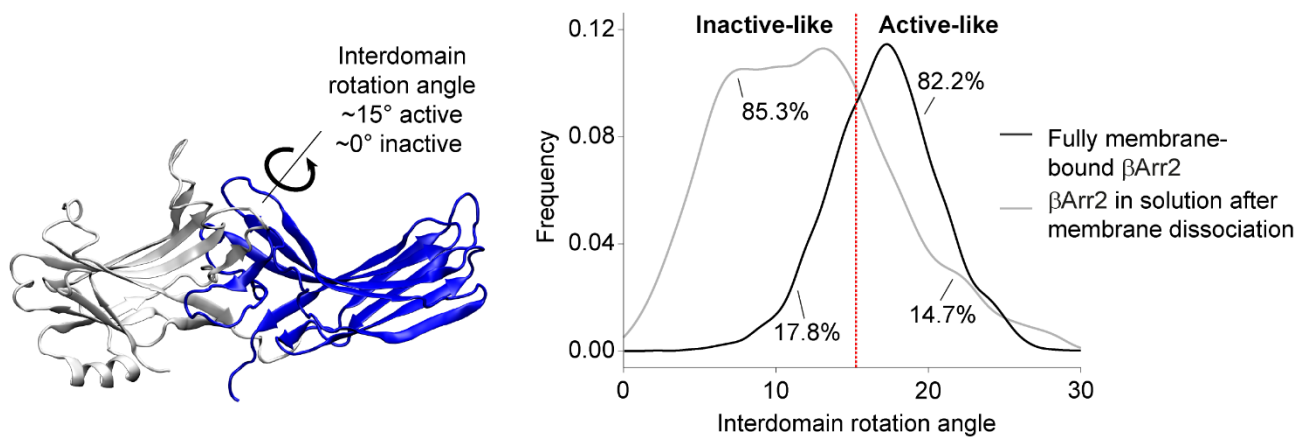 Interdomain
rotation angle
~15° active
~0° inactive
Inactive-like
Active-like
0.12
0.08
0.04
0.00
Frequency
85.3%
82.2%
17.8%
14.7%
0
10
20
30
Interdomain rotation angle
Fully membrane-
bound βArr2
βArr2 in solution after
membrane dissociation